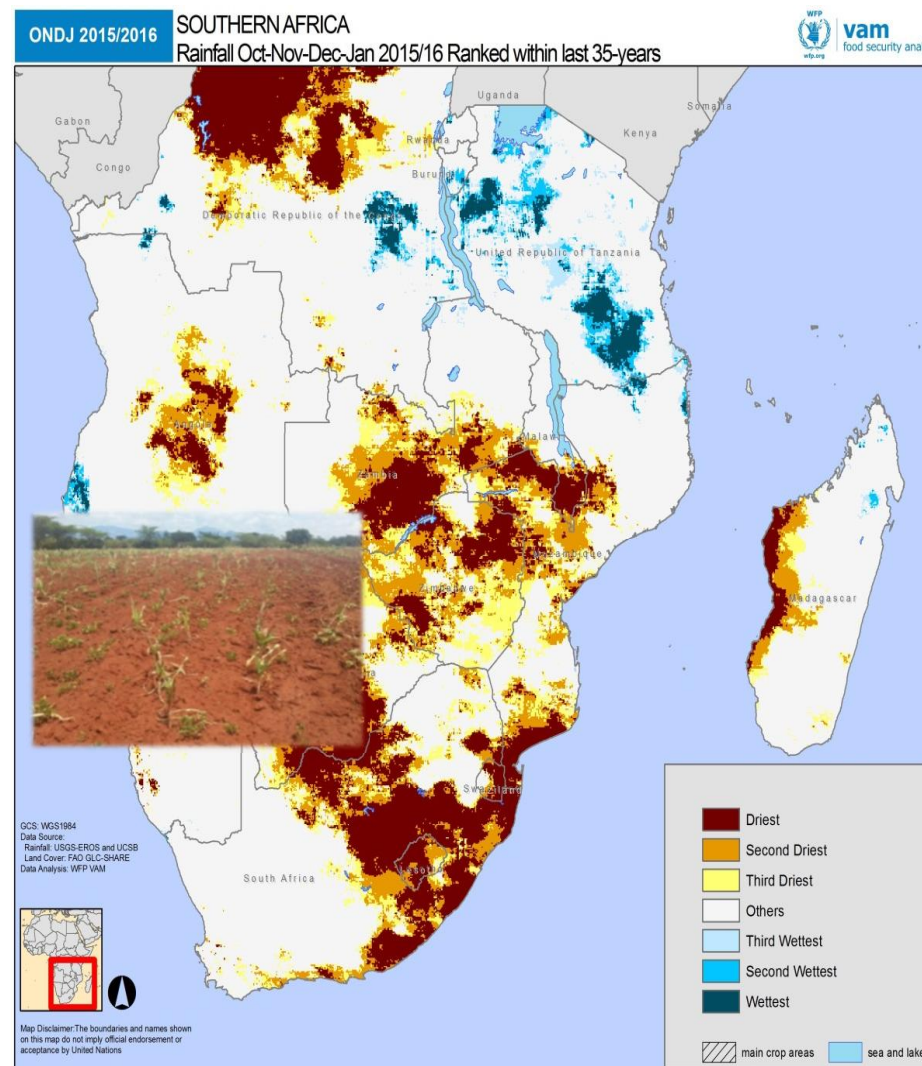 ONDJ 2015/2016
SOUTHERN AFRICA
Rainfall Oct-Nov-Dec-Jan 2015/16 Ranked within last 35-years
WFP
wfp.org
vam
food security ana
Gabon
Congo
Uganda
Kenya
Somalia
Rwanda
Burundi
Democratic Republic of the
United Republic of Tanzania
Angola
Zambia
Malawi
Mozambique
Zimbabwe
Madagascar
Swaziland
Lesotho
South Africa
GCS: WGS1984
Data Source:
Rainfall: USGS-EROS and UCSB
Land Cover: FAO GLC-SHARE
Data Analysis: WFP VAM
Map Disclaimer:The boundaries and names shown
on this map do not imply official endorsement or
acceptance by United Nations
Driest
Second Driest
Third Driest
Others
Third Wettest
Second Wettest
Wettest
main crop areas
sea and lake